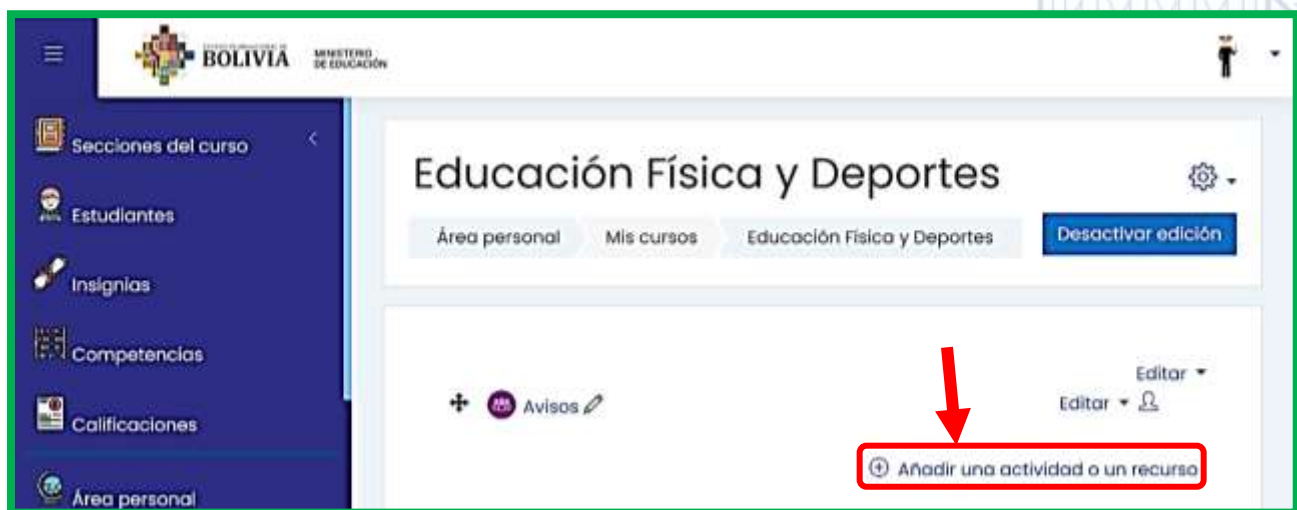 BOLIVIA
MINISTERIO
DE EDUCACIÓN
Secciones del curso
Estudiantes
Insignias
Competencias
Calificaciones
Área personal
Educación Física y Deportes
Área personal Mis cursos Educación Física y Deportes
Desactivar edición
Editar
Avisos
Editar
Añadir una actividad o un recurso